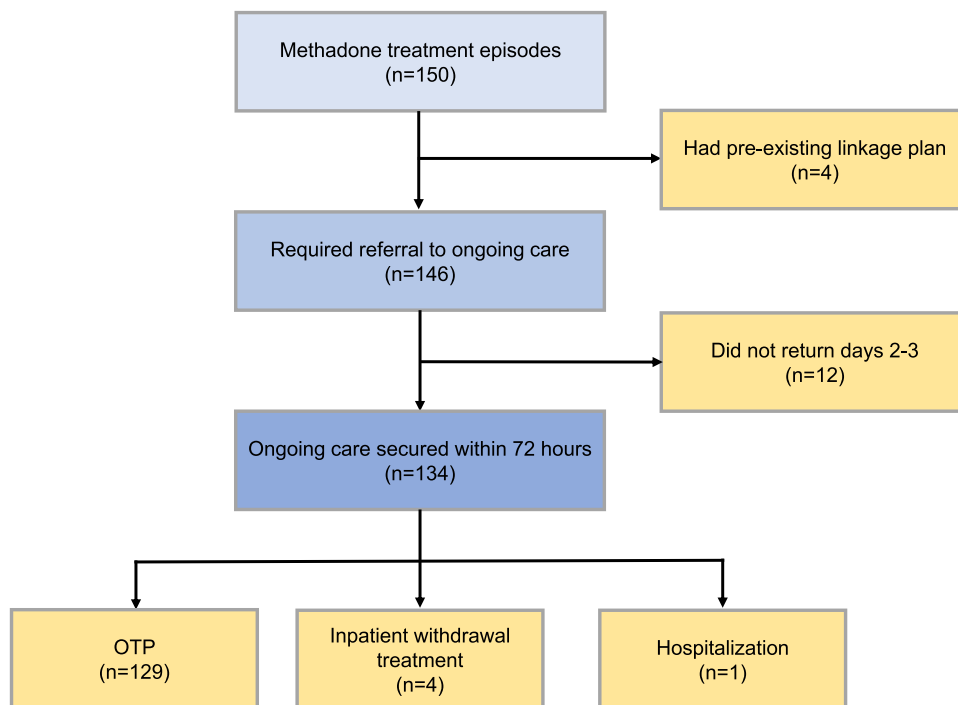 Methadone treatment episodes
(n=150)
Had pre-existing linkage plan
(n=4)
Required referral to ongoing care
(n=146)
Did not return days 2-3
(n=12)
Ongoing care secured within 72 hours
(n=134)
OTP
(n=129)
Inpatient withdrawal
treatment
(n=4)
Hospitalization
(n=1)